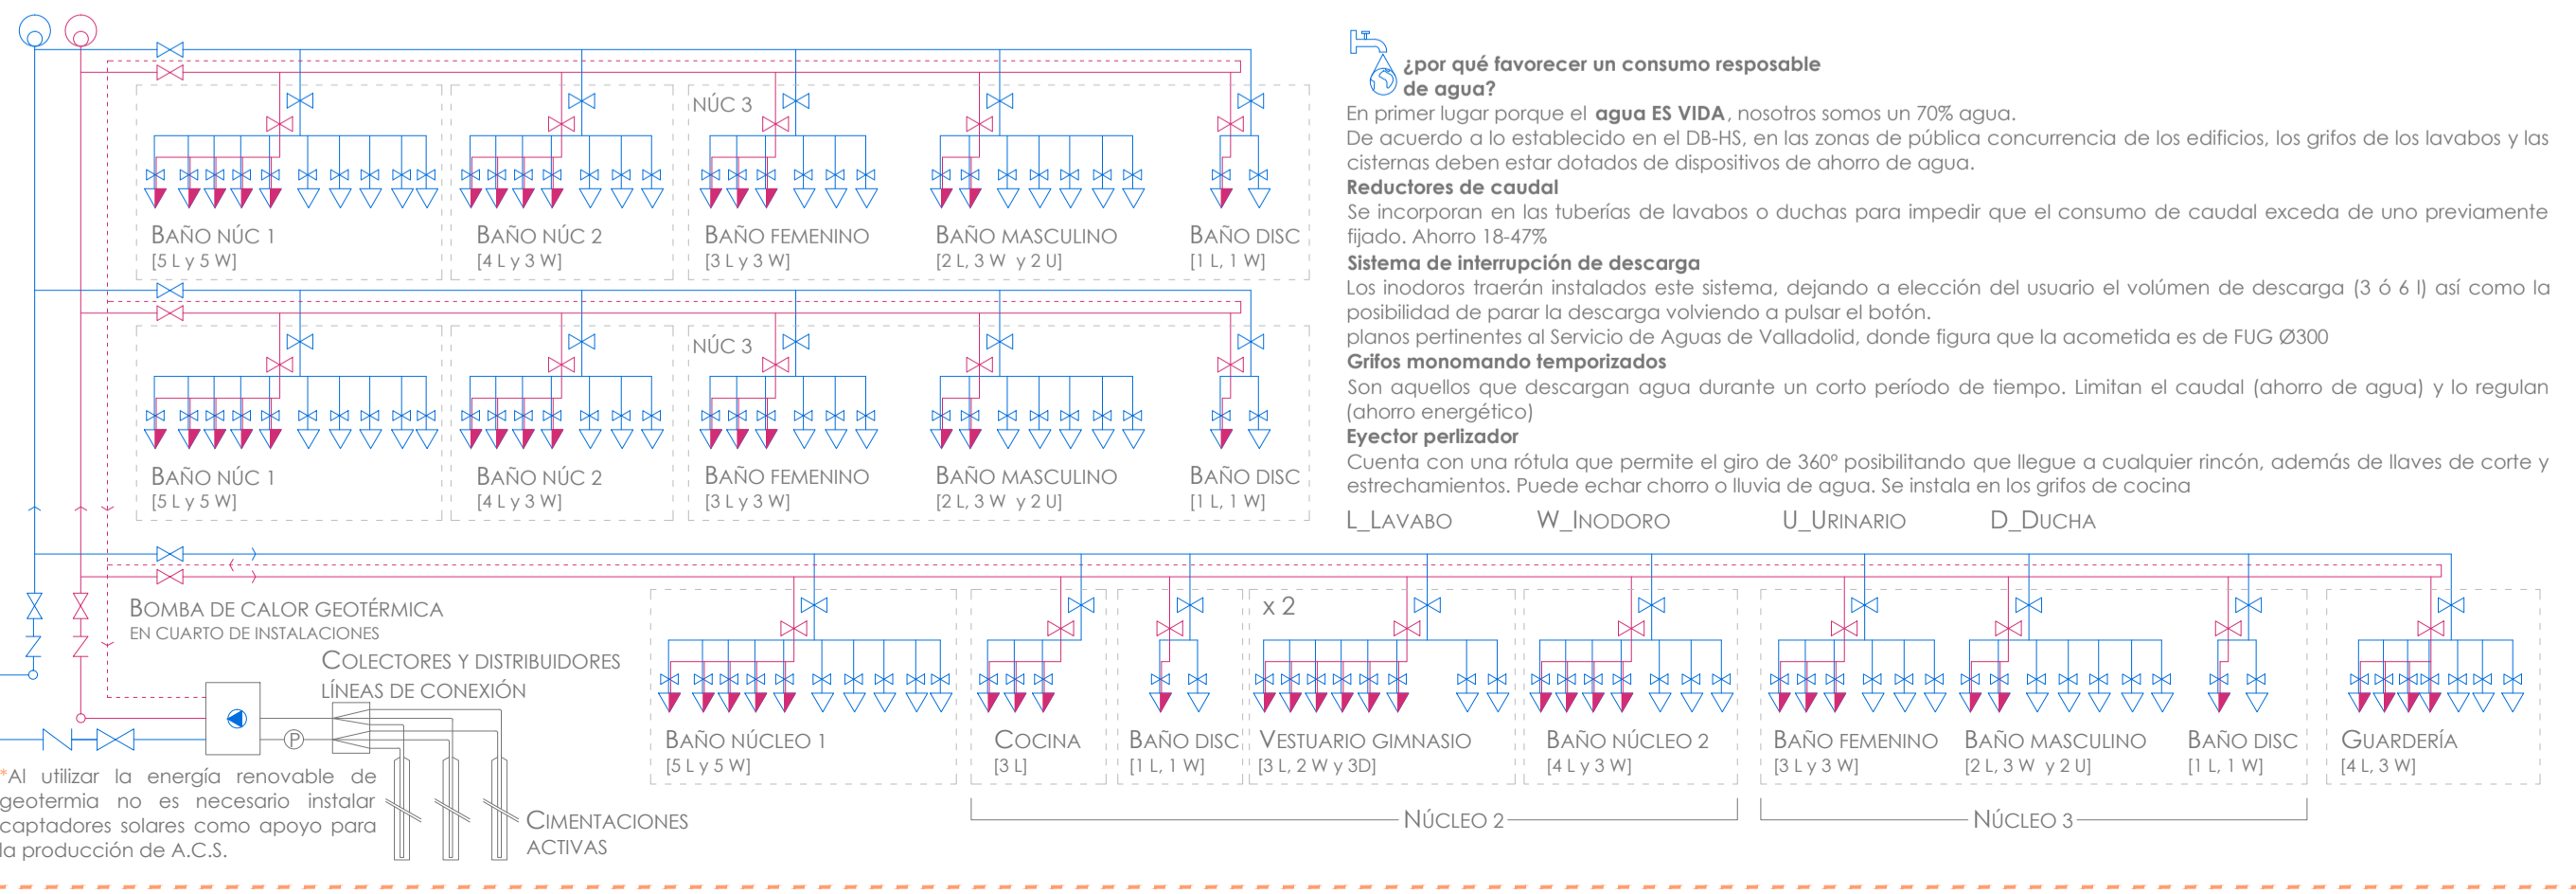 ¿por qué favorecer un consumo resposable
de agua?
En primer lugar porque el agua ES VIDA, nosotros somos un 70% agua.
De acuerdo a lo establecido en el DB-HS, en las zonas de pública concurrencia de los edificios, los grifos de los lavabos y las
cisternas deben estar dotados de dispositivos de ahorro de agua.
Reductores de caudal
Se incorporan en las tuberías de lavabos o duchas para impedir que el consumo de caudal exceda de uno previamente
fijado. Ahorro 18-47%
Sistema de interrupción de descarga
Los inodoros traerán instalados este sistema, dejando a elección del usuario el volúmen de descarga (3 ó 6 l) así como la
posibilidad de parar la descarga volviendo a pulsar el botón.
planos pertinentes al Servicio de Aguas de Valladolid, donde figura que la acometida es de FUG Ø300
Grifos monomando temporizados
Son aquellos que descargan agua durante un corto período de tiempo. Limitan el caudal (ahorro de agua) y lo regulan
(ahorro energético)
Eyector perlizador
Cuenta con una rótula que permite el giro de 360º posibilitando que llegue a cualquier rincón, además de llaves de corte y
estrechamientos. Puede echar chorro o lluvia de agua. Se instala en los grifos de cocina
L_LAVABO W_INODORO U_URINARIO D_DUCHA
NÚC 3
BAÑO NÚC 1 BAÑO NÚC 2 BAÑO FEMENINO BAÑO MASCULINO BAÑO DISC
[5 L y 5 W] [4 L y 3 W] [3 L y 3 W] [2 L, 3 W y 2 U] [1 L, 1 W]
NÚC 3
BAÑO NÚC 1 BAÑO NÚC 2 BAÑO FEMENINO BAÑO MASCULINO BAÑO DISC
[5 L y 5 W] [4 L y 3 W] [3 L y 3 W] [2 L, 3 W y 2 U] [1 L, 1 W]
BOMBA DE CALOR GEOTÉRMICA
EN CUARTO DE INSTALACIONES
COLECTORES Y DISTRIBUIDORES
LÍNEAS DE CONEXIÓN
P
x 2
BAÑO NÚCLEO 1 COCINA BAÑO DISC VESTUARIO GIMNASIO BAÑO NÚCLEO 2 BAÑO FEMENINO BAÑO MASCULINO BAÑO DISC GUARDERÍA
[5 L y 5 W] [3 L] [1 L, 1 W] [3 L, 2 W y 3D] [4 L y 3 W] [3 L y 3 W] [2 L, 3 W y 2 U] [1 L, 1 W] [4 L, 3 W]
NÚCLEO 2 NÚCLEO 3
*Al utilizar la energía renovable de
geotermia no es necesario instalar
captadores solares como apoyo para
la producción de A.C.S.
CIMENTACIONES
ACTIVAS